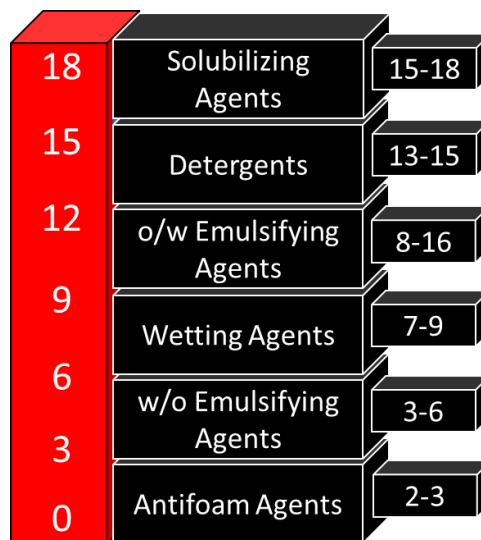 18
Solubilizing
Agents
15-18
15
Detergents
13-15
12
o/w Emulsifying
Agents
8-16
9
Wetting Agents
7-9
6
w/o Emulsifying
Agents
3-6
3
Antifoam Agents
2-3
0